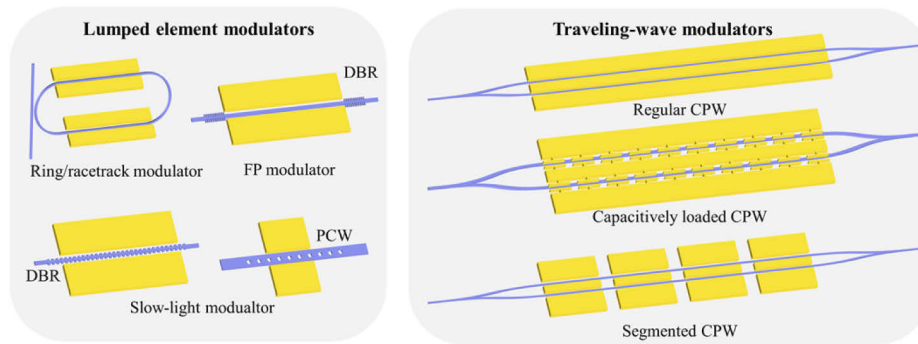 Lumped element modulators
DBR
Ring/racetrack modulator
FP modulator
PCW
DBR
Slow-light modualtor
Traveling-wave modulators
Regular CPW
Capacitively loaded CPW
Segmented CPW